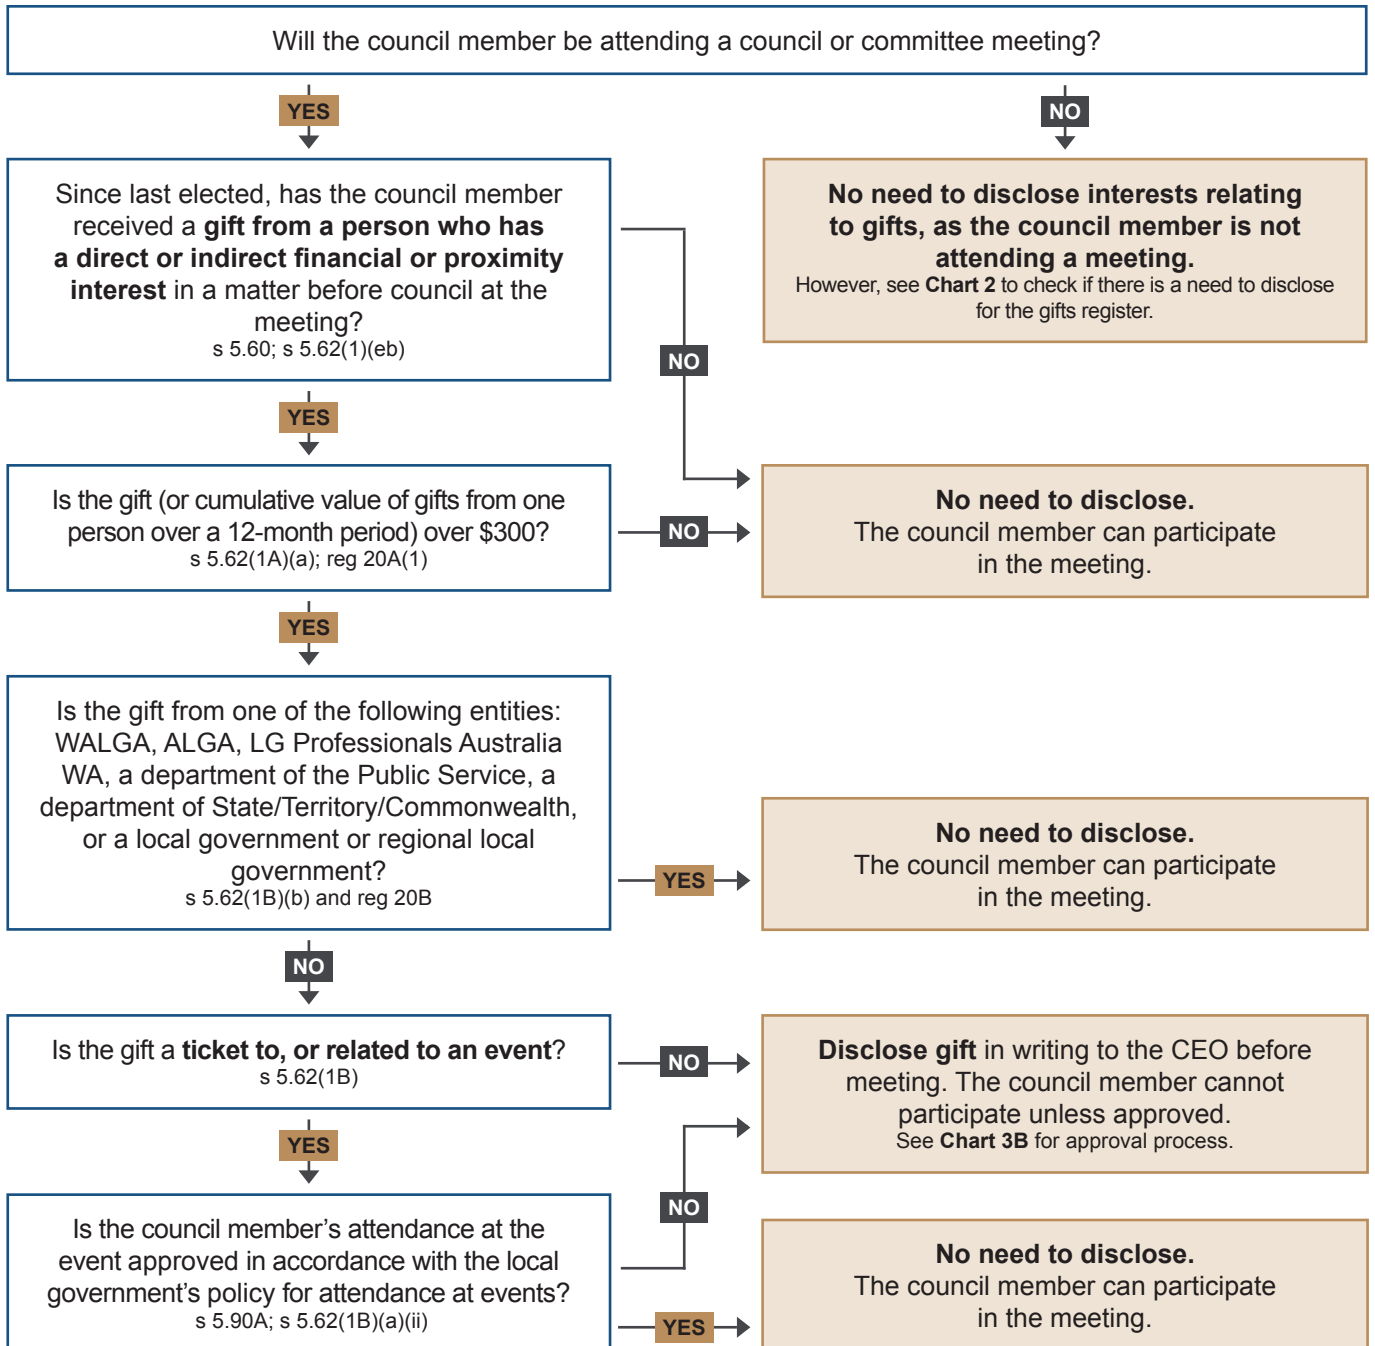 Will the council member be attending a council or committee meeting?
YES
NO
Since last elected, has the council member
received a gift from a person who has
a direct or indirect financial or proximity
interest in a matter before council at the
meeting?
s 5.60; s 5.62(1)(eb)
No need to disclose interests relating
to gifts, as the council member is not
attending a meeting.
However, see Chart 2 to check if there is a need to disclose
for the gifts register.
NO
YES
Is the gift (or cumulative value of gifts from one
person over a 12-month period) over $300?
s 5.62(1A)(a); reg 20A(1)
NO
No need to disclose.
The council member can participate
in the meeting.
YES
Is the gift from one of the following entities:
WALGA, ALGA, LG Professionals Australia
WA, a department of the Public Service, a
department of State/Territory/Commonwealth,
or a local government or regional local
government?
s 5.62(1B)(b) and reg 20B
YES
No need to disclose.
The council member can participate
in the meeting.
NO
Is the gift a ticket to, or related to an event?
s 5.62(1B)
NO
Disclose gift in writing to the CEO before
meeting. The council member cannot
participate unless approved.
See Chart 3B for approval process.
YES
NO
Is the council member’s attendance at the
event approved in accordance with the local
government’s policy for attendance at events?
s 5.90A; s 5.62(1B)(a)(ii)
YES
No need to disclose.
The council member can participate
in the meeting.